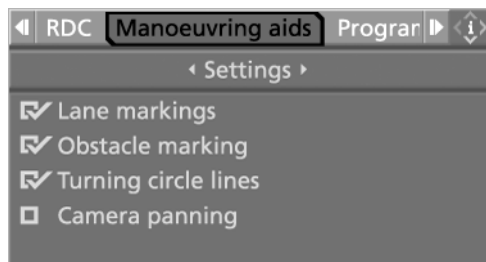 RDC Manoeuvring aids Prograr
Settings
Lane markings
Obstacle marking
Turning circle lines
Camera panning